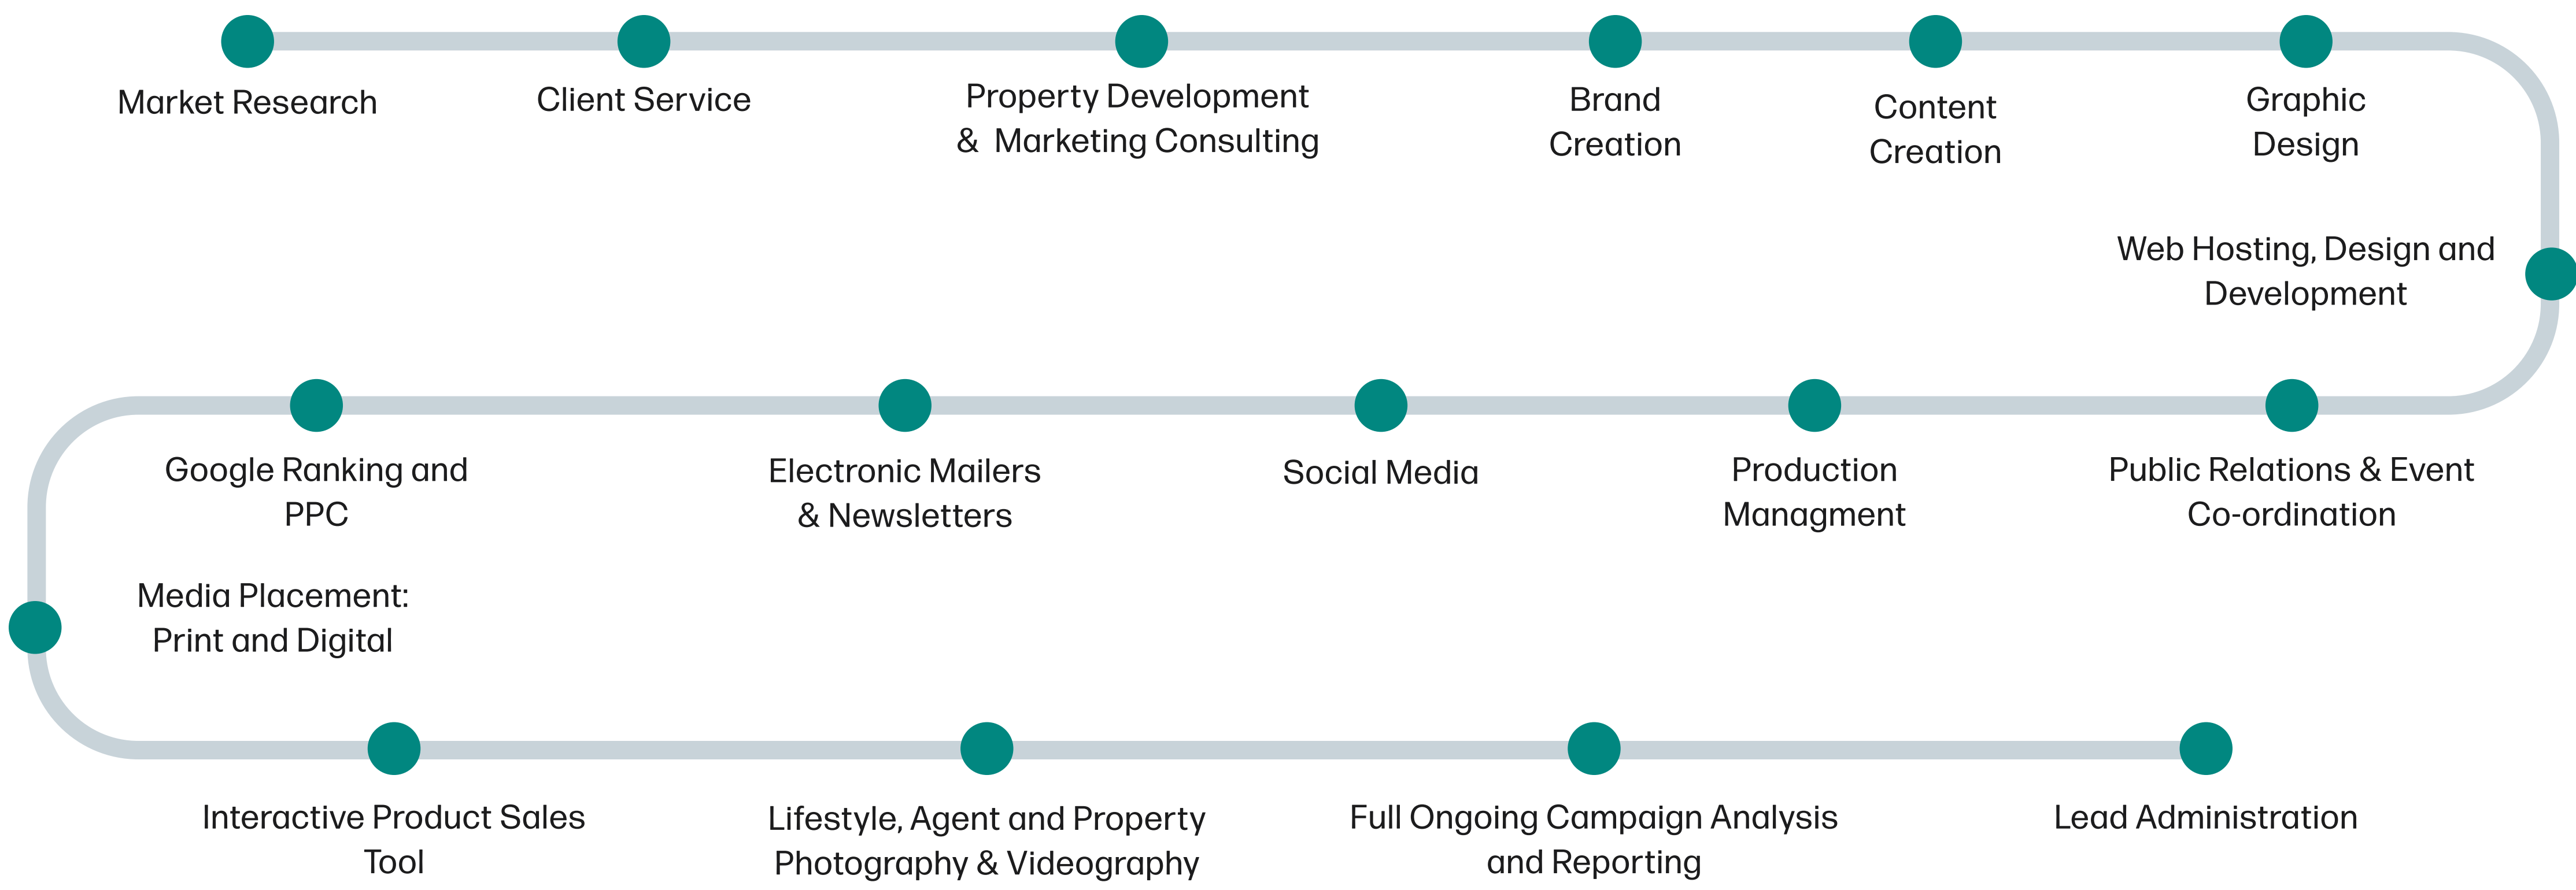 Market Research
Client Service
Property Development
& Marketing Consulting
Brand
Creation
Content
Creation
Graphic
Design
Web Hosting, Design and
Development
Public Relations & Event
Co-ordination
Production
Managment
Social Media
Electronic Mailers
& Newsletters
Google Ranking and
PPC
Media Placement:
Print and Digital
Interactive Product Sales
Tool
Lifestyle, Agent and Property
Photography & Videography
Full Ongoing Campaign Analysis
and Reporting
Lead Administration